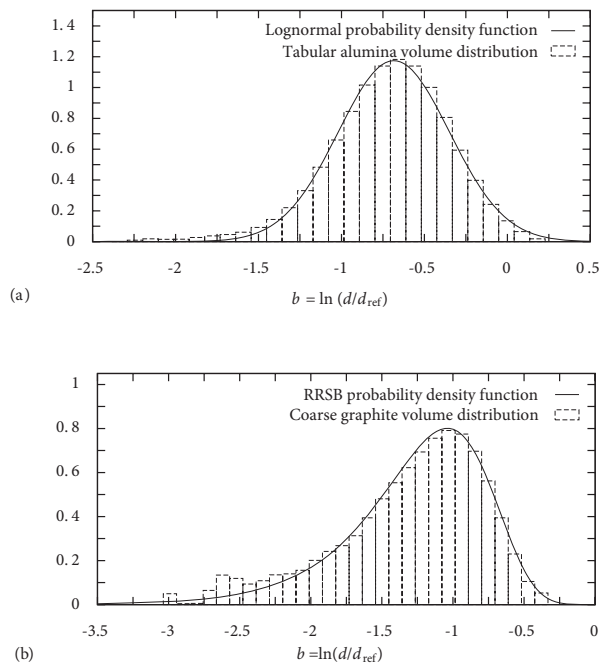 Lognormal probability density function
Tabular alumina volume distribution
1.4
1.2
1
0.8
0.6
0.4
0.2
0
-2.5 -2 -1.5 -1 -0.5 0 0.5
(a)
b = ln (d/dref)
RRSB probability density function
Coarse graphite volume distribution
1
0.8
0.6
0.4
0.2
0
-3.5 -3 -2.5 -2 -1.5 -1 -0.5 0
(b)
b =ln(d/dref)